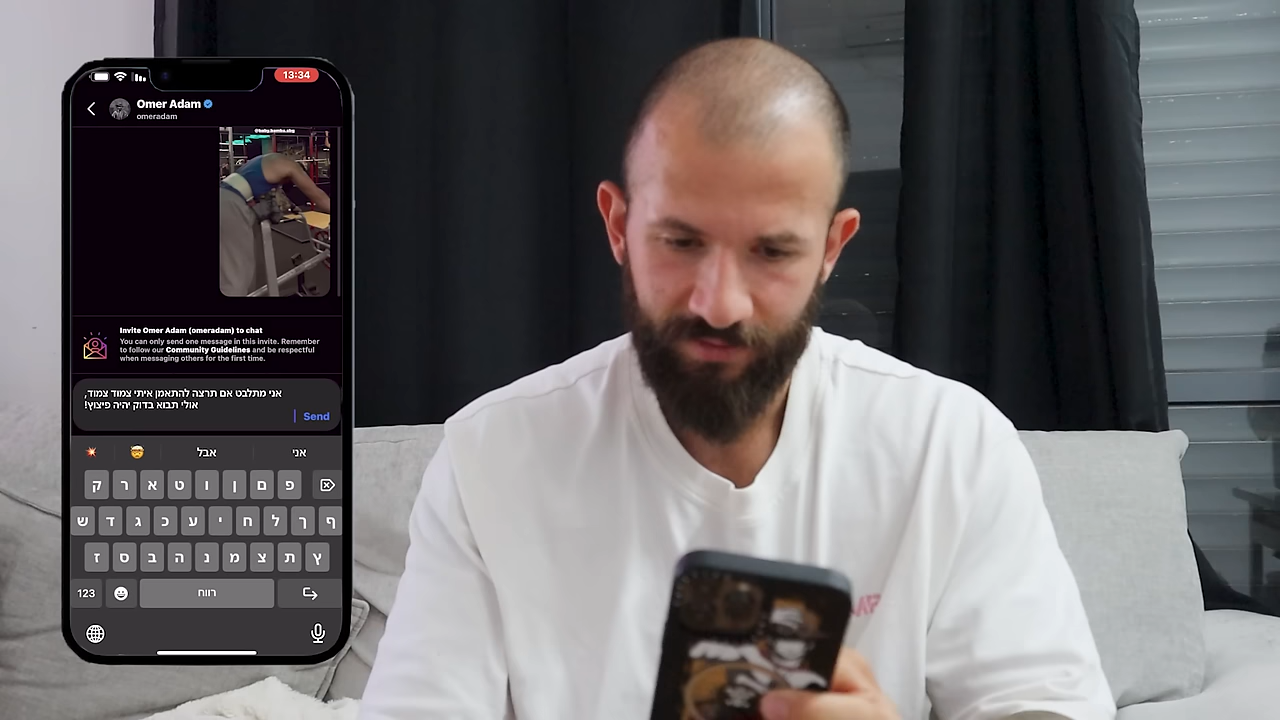 13:34
Omer Adam
omeradam
Invite Omer Adam (omeradam) to chat
You can only send one message in this invite. Remember
to follow our Community Guidelines and be respectful
when messaging others for the first time.
אני מתלבט אם תרצה להתאמן איתי צמוד צמוד,
אולי תבוא בדוק יהיה פיצוץ!
Send
אבל
אני
ק ר א ט ו ן ם פ
ש ד ג כ ע י ח ל ך ף
ז ס ב ה נ מ צ ת ץ
123
רווח